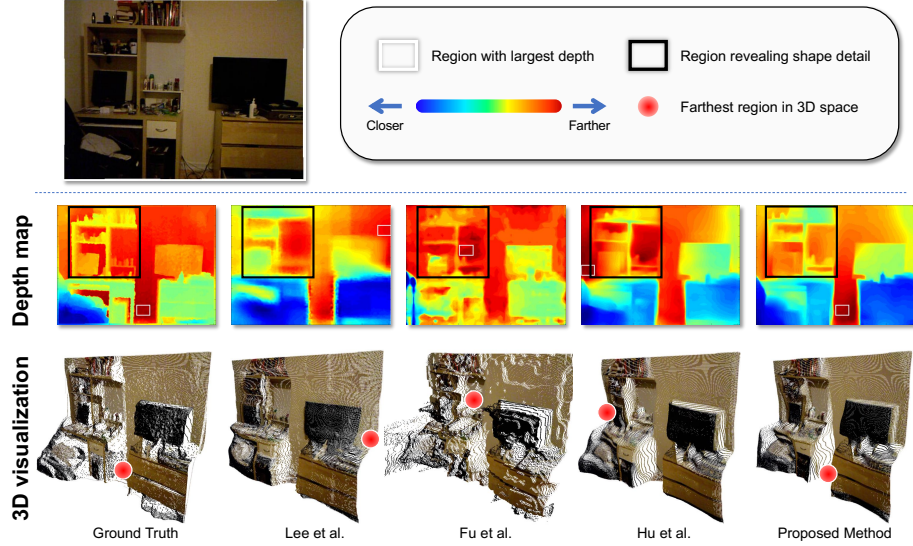 Region with largest depth
Region revealing shape detail
Closer
Farther
Farthest region in 3D space
Depth map
3D visualization
Ground Truth
Lee et al.
Fu et al.
Hu et al.
Proposed Method